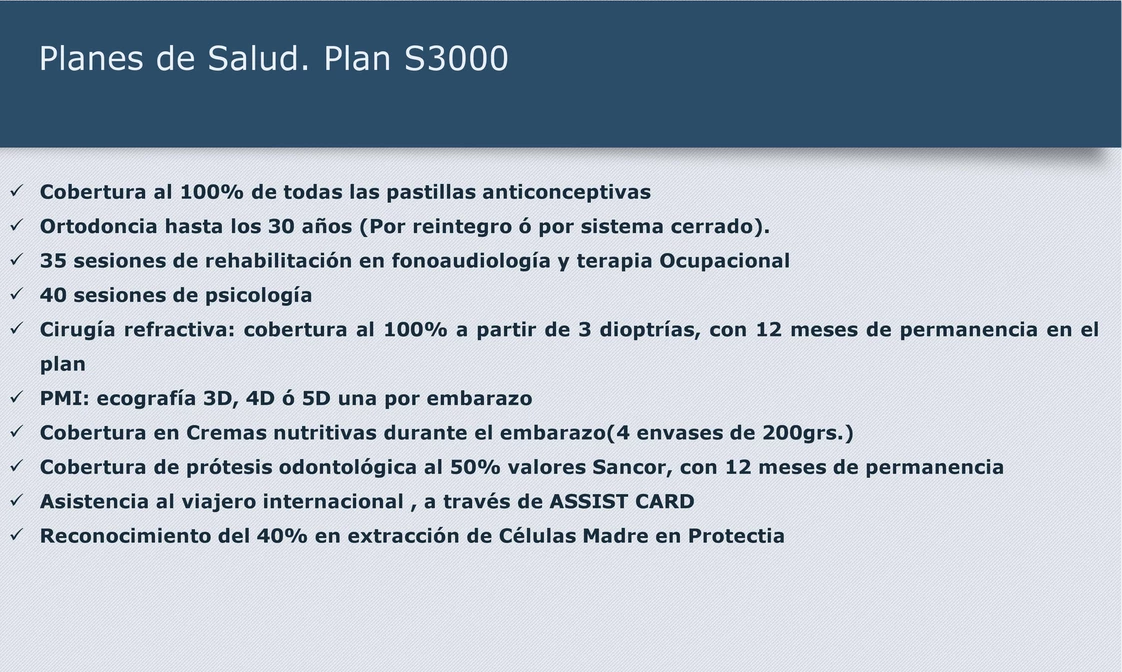 Planes de Salud. Plan S3000
✓ Cobertura al 100% de todas las pastillas anticonceptivas
✓ Ortodoncia hasta los 30 años (Por reintegro ó por sistema cerrado).
✓ 35 sesiones de rehabilitación en fonoaudiología y terapia Ocupacional
✓ 40 sesiones de psicología
✓ Cirugía refractiva: cobertura al 100% a partir de 3 dioptrías, con 12 meses de permanencia en el
plan
✓ PMI: ecografía 3D, 4D ó 5D una por embarazo
✓ Cobertura en Cremas nutritivas durante el embarazo(4 envases de 200grs.)
✓ Cobertura de prótesis odontológica al 50% valores Sancor, con 12 meses de permanencia
✓ Asistencia al viajero internacional , a través de ASSIST CARD
✓ Reconocimiento del 40% en extracción de Células Madre en Protectia